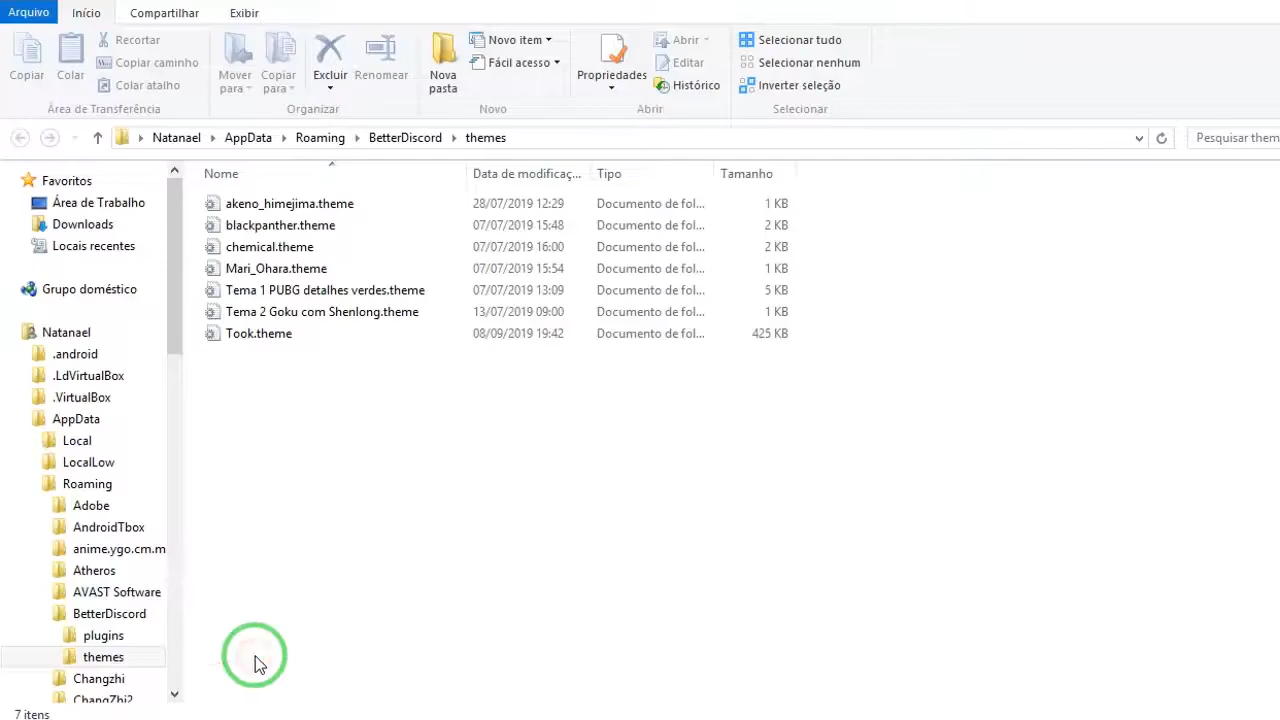 Arquivo
Início
Compartilhar
Exibir
Copiar
Colar
Recortar
Copiar caminho
Colar atalho
Área de Transferência
Mover para
Copiar para
Excluir
Renomear
Organizar
Nova pasta
Novo item
Fácil acesso
Novo
Propriedades
Abrir
Editar
Histórico
Abrir
Selecionar tudo
Selecionar nenhum
Inverter seleção
Selecionar
Natanael AppData Roaming BetterDiscord themes
Pesquisar them
Favoritos
Área de Trabalho
Downloads
Locais recentes
Grupo doméstico
Natanael
.android
.LdVirtualBox
.VirtualBox
AppData
Local
LocalLow
Roaming
Adobe
AndroidTbox
anime.ygo.cm.m
Atheros
AVAST Software
BetterDiscord
plugins
themes
Changzhi
ChangZhi2
Nome Data de modificaç... Tipo Tamanho
akeno_himejima.theme 28/07/2019 12:29 Documento de fol... 1 KB
blackpanther.theme 07/07/2019 15:48 Documento de fol... 2 KB
chemical.theme 07/07/2019 16:00 Documento de fol... 2 KB
Mari_Ohara.theme 07/07/2019 15:54 Documento de fol... 1 KB
Tema 1 PUBG detalhes verdes.theme 07/07/2019 13:09 Documento de fol... 5 KB
Tema 2 Goku com Shenlong.theme 13/07/2019 09:00 Documento de fol... 1 KB
Took.theme 08/09/2019 19:42 Documento de fol... 425 KB
7 itens